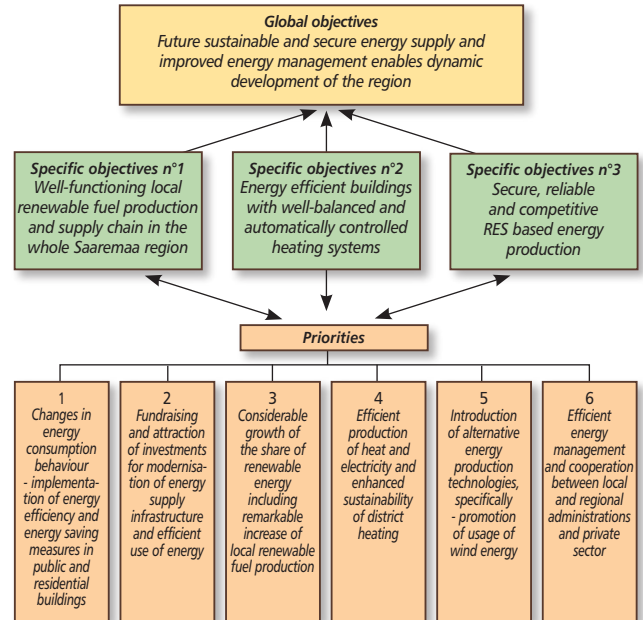 Global objectives
Future sustainable and secure energy supply and
improved energy management enables dynamic
development of the region
Specific objectives n°1
Well-functioning local
renewable fuel production
and supply chain in the
whole Saaremaa region
Specific objectives n°2
Energy efficient buildings
with well-balanced and
automatically controlled
heating systems
Specific objectives n°3
Secure, reliable
and competitive
RES based energy
production
Priorities
1
Changes in
energy
consumption
behaviour
- implementa-
tion of energy
efficiency and
energy saving
measures in
public and
residential
buildings
2
Fundraising
and attraction
of investments
for modernisa-
tion of energy
supply
infrastructure
and efficient
use of energy
3
Considerable
growth of
the share of
renewable
energy
including
remarkable
increase of
local renewable
fuel production
4
Efficient
production
of heat and
electricity and
enhanced
sustainability
of district
heating
5
Introduction
of alternative
energy
production
technologies,
specifically
- promotion
of usage of
wind energy
6
Efficient
energy
management
and cooperation
between local
and regional
administrations
and private
sector